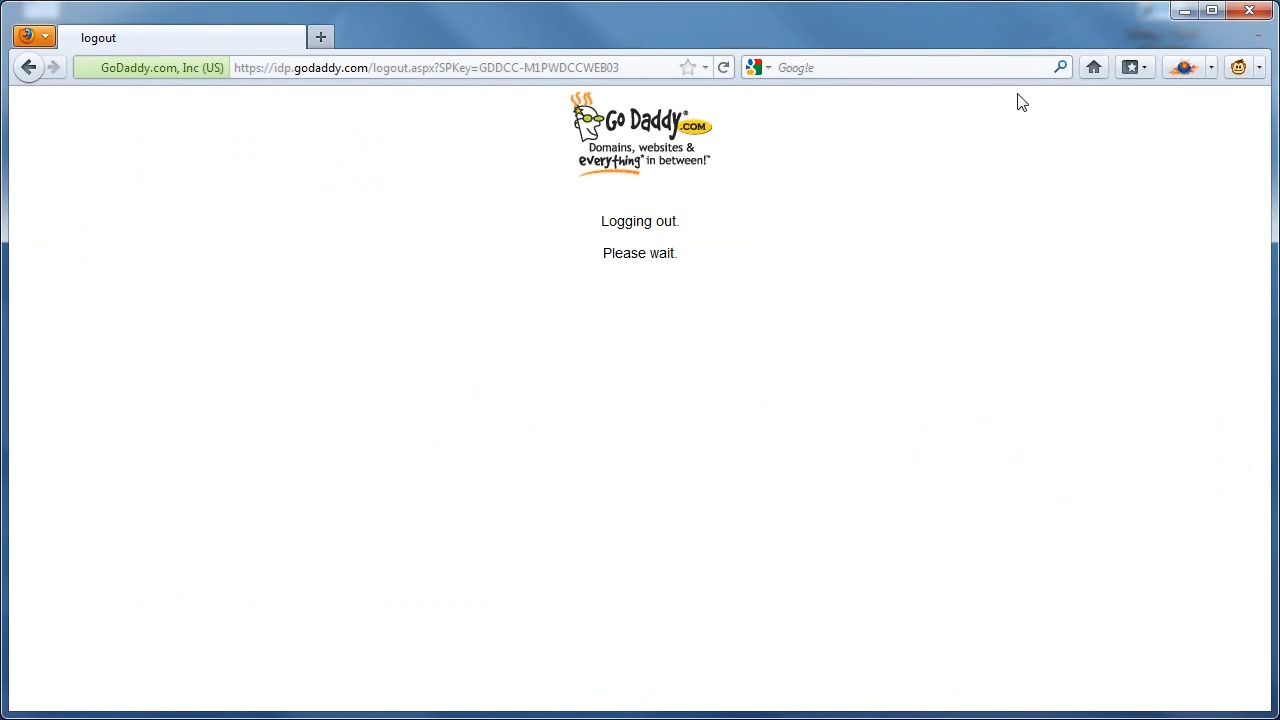 logout
GoDaddy.com, Inc (US) https://idp.godaddy.com/logout.aspx?SPKey=GDDCC-M1PWDCCWEB03 Google
Go Daddy® .COM
Domains, websites &
everything* in between!™
Logging out.
Please wait.